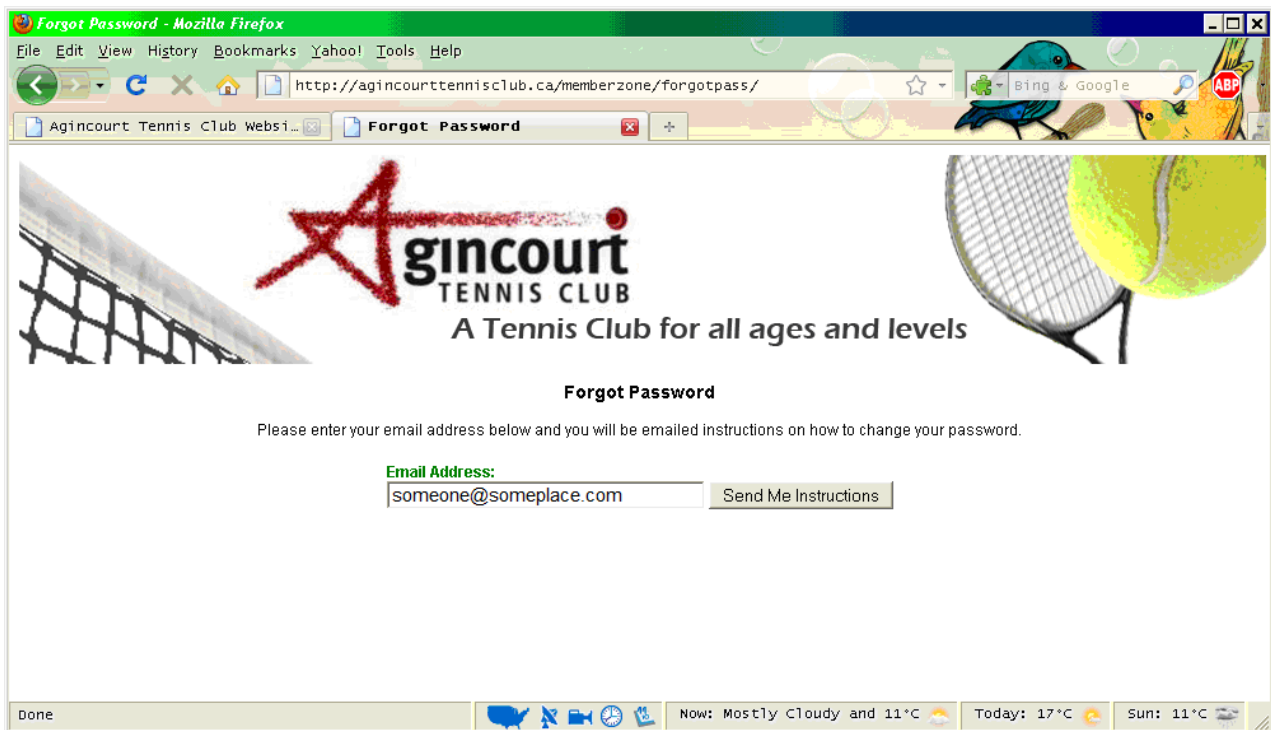 Forgot Password - Mozilla Firefox
File Edit View History Bookmarks Yahoo! Tools Help
http://agincourttennisclub.ca/memberzone/forgotpass/
Bing & Google
ABP
Agincourt Tennis Club Websi…
Forgot Password
Agincourt
TENNIS CLUB
A Tennis Club for all ages and levels
Forgot Password
Please enter your email address below and you will be emailed instructions on how to change your password.
Email Address:
someone@someplace.com
Send Me Instructions
Done
Now: Mostly Cloudy and 11°C
Today: 17°C
Sun: 11°C